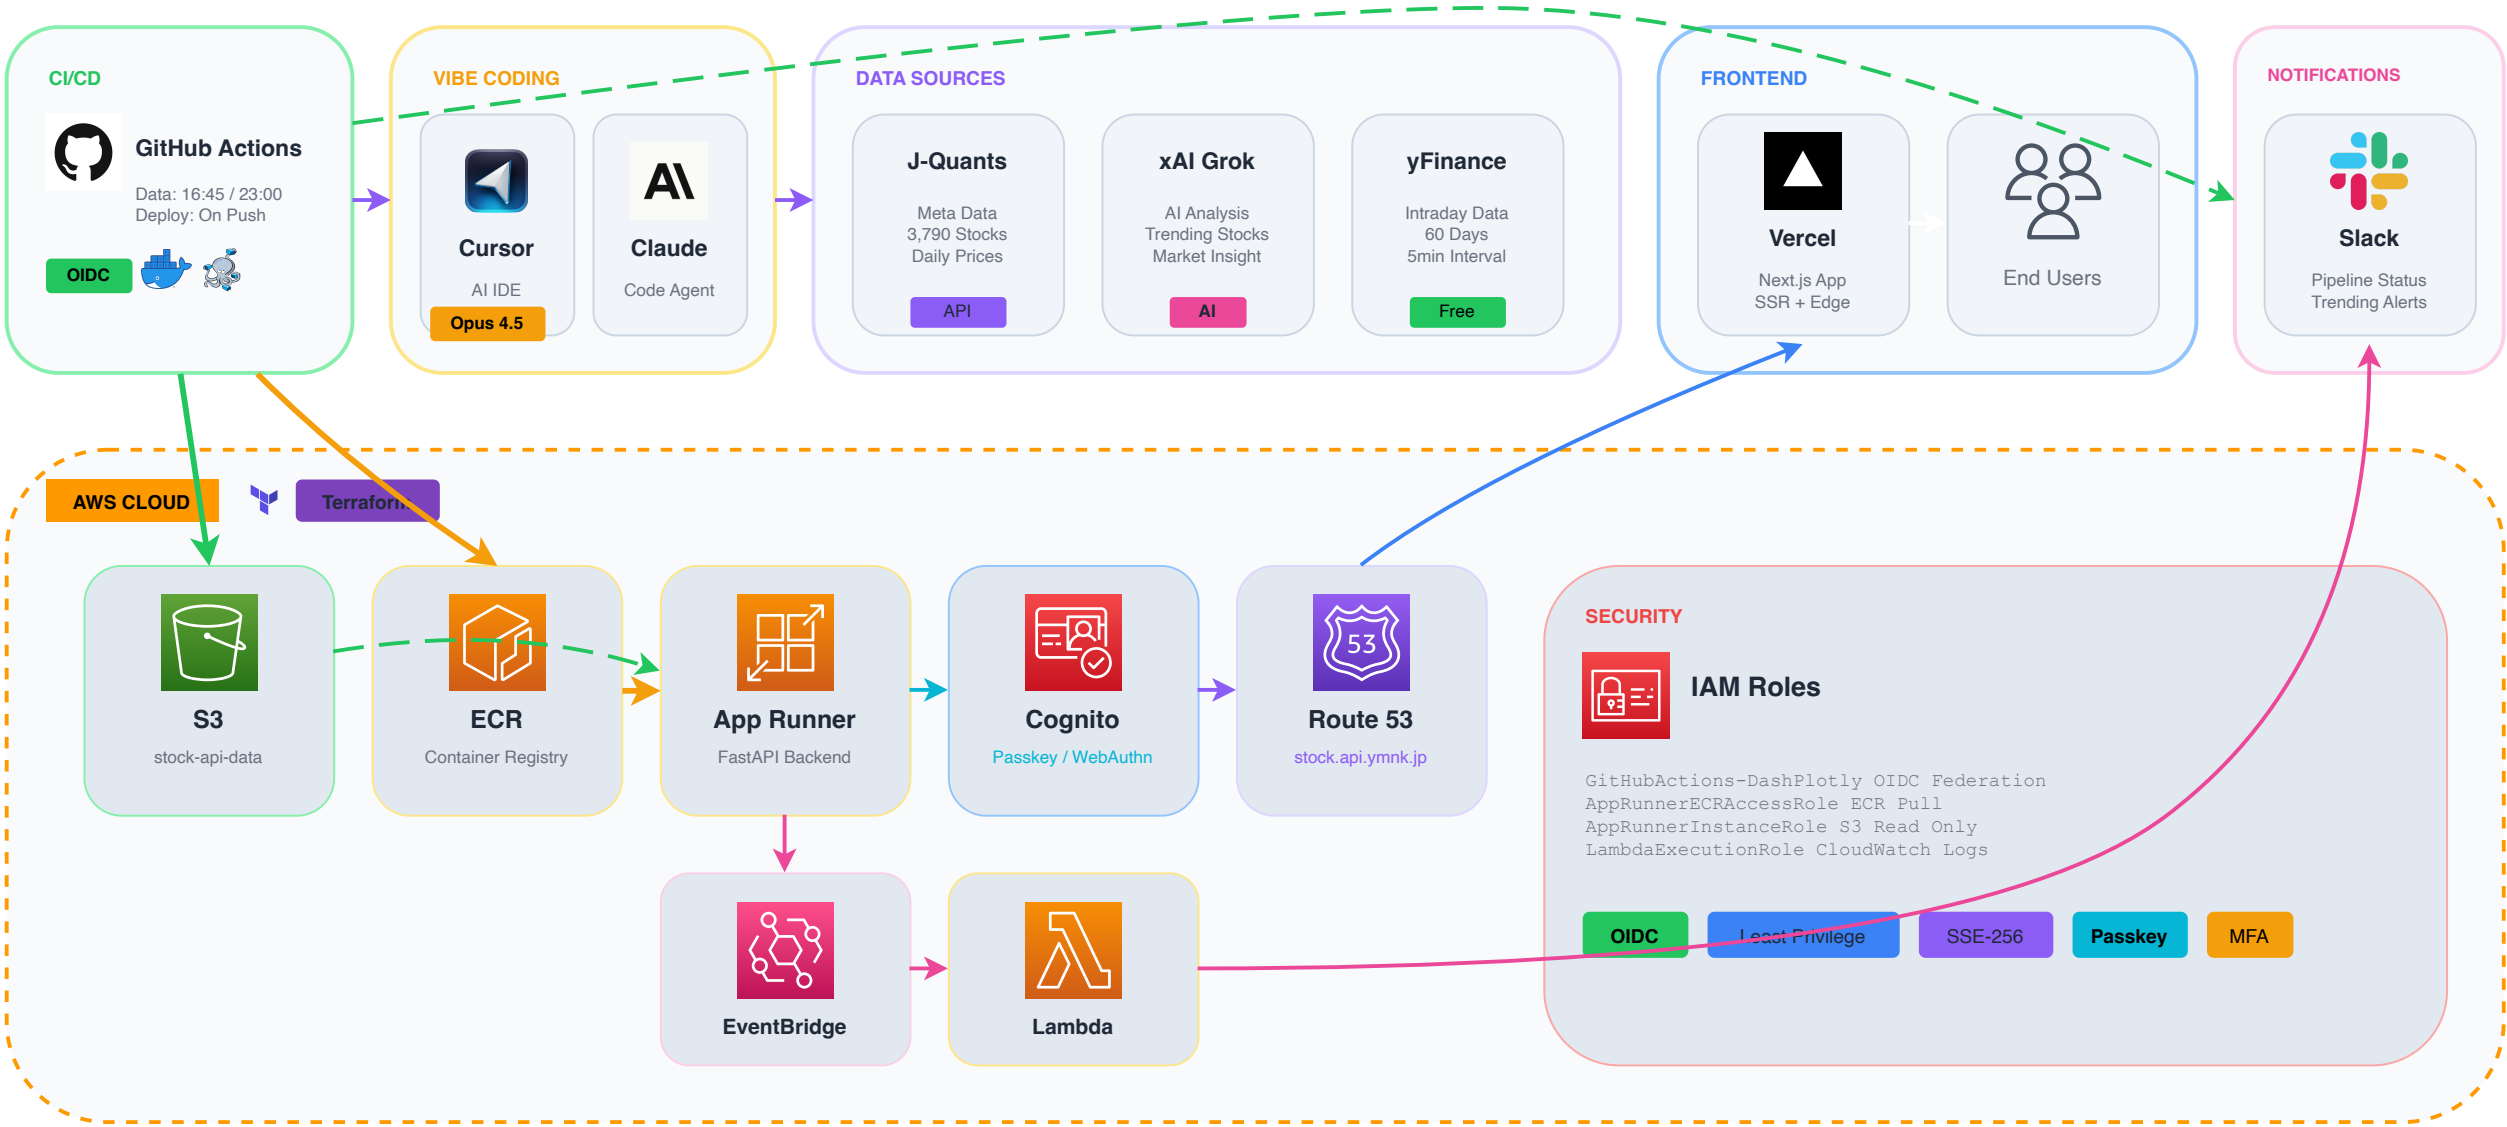 CI/CD
GitHub Actions
Data: 16:45 / 23:00
Deploy: On Push
OIDC
VIBE CODING
Cursor
AI IDE
Opus 4.5
Claude
Code Agent
DATA SOURCES
J-Quants
Meta Data
3,790 Stocks
Daily Prices
API
xAI Grok
AI Analysis
Trending Stocks
Market Insight
AI
yFinance
Intraday Data
60 Days
5min Interval
Free
FRONTEND
Vercel
Next.js App
SSR + Edge
End Users
NOTIFICATIONS
Slack
Pipeline Status
Trending Alerts
AWS CLOUD
Terraform
S3
stock-api-data
ECR
Container Registry
App Runner
FastAPI Backend
Cognito
Passkey / WebAuthn
53
Route 53
stock.api.ymnk.jp
EventBridge
Lambda
SECURITY
IAM Roles
GitHubActions-DashPlotly OIDC Federation
AppRunnerECRAccessRole ECR Pull
AppRunnerInstanceRole S3 Read Only
LambdaExecutionRole CloudWatch Logs
OIDC
Least Privilege
SSE-256
Passkey
MFA